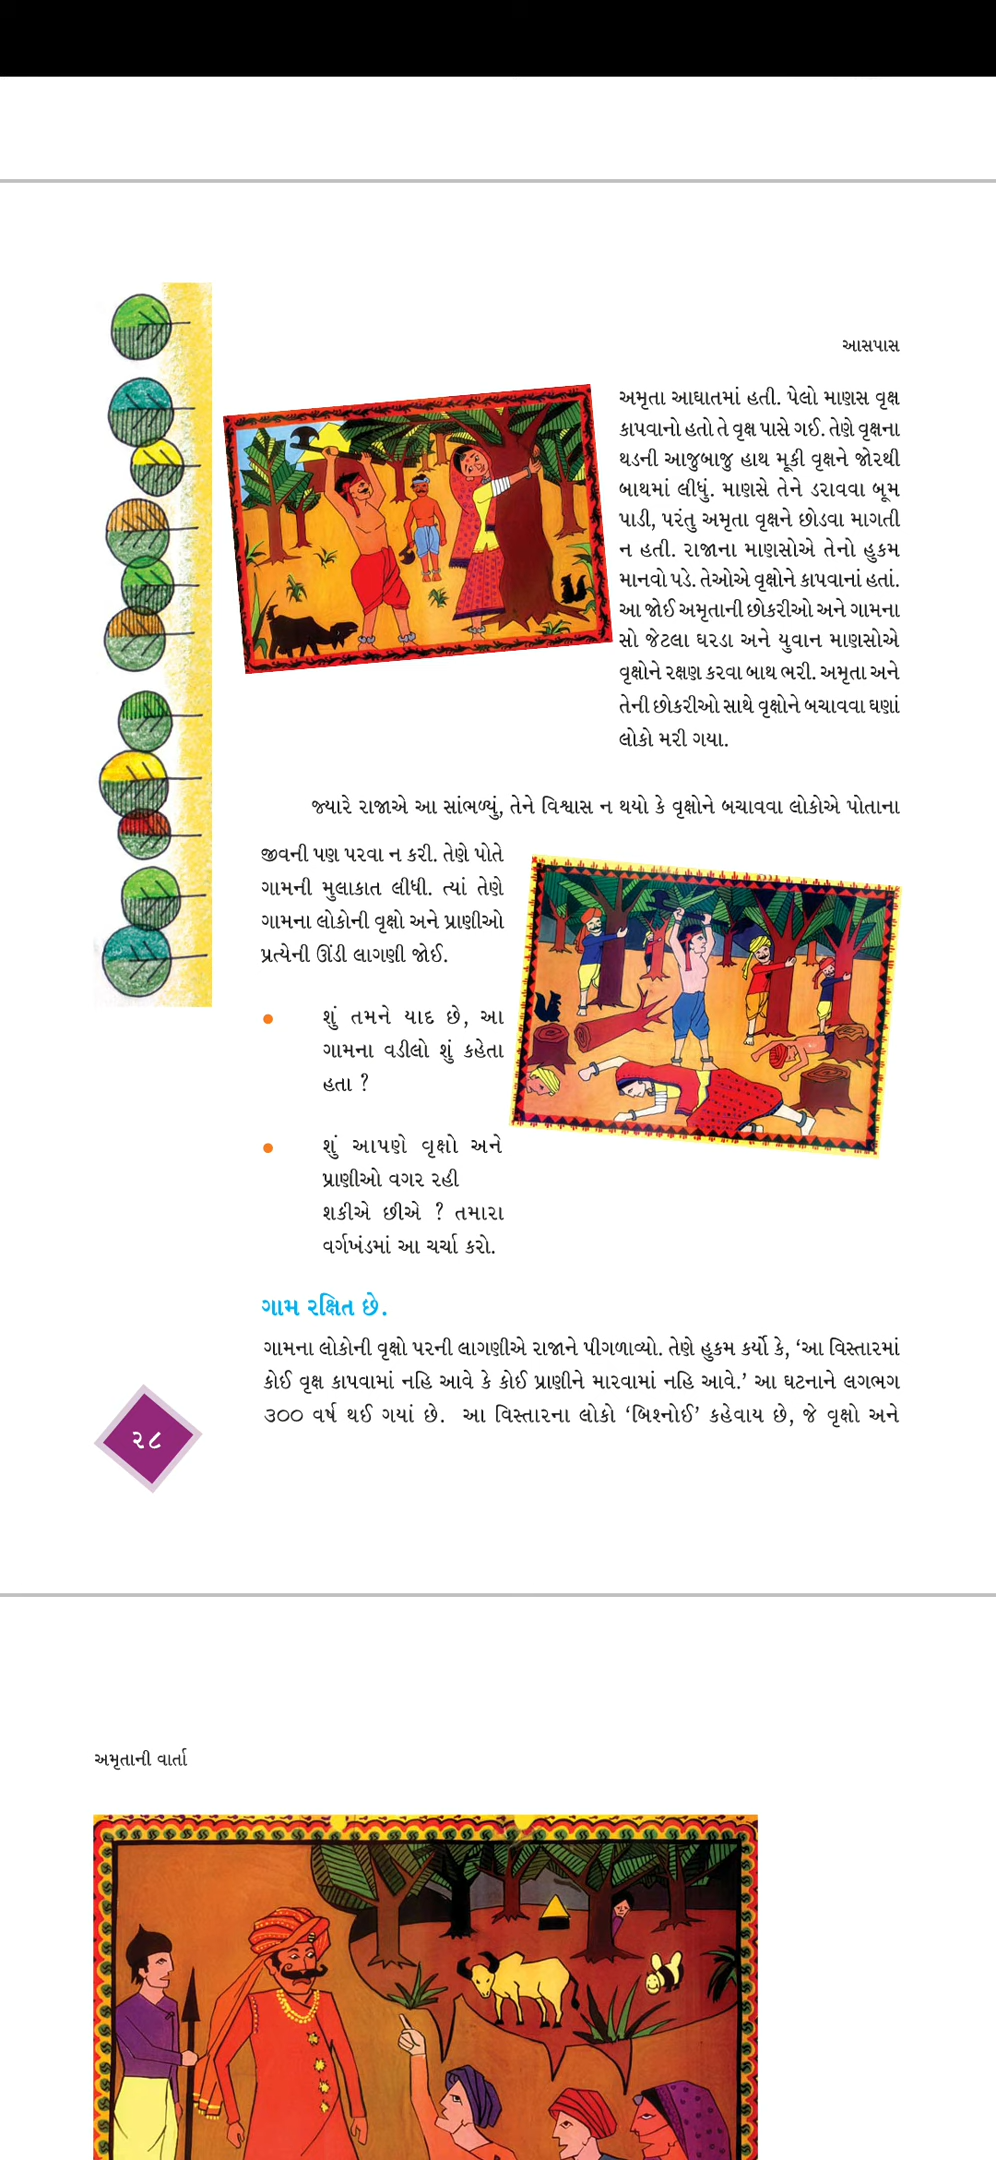 આસપાસ
અમૃતા આઘાતમાં હતી. પેલો માણસ વૃક્ષ
કાપવાનો હતો તે વૃક્ષ પાસે ગઈ. તેણે વૃક્ષના
થડની આજુબાજુ હાથ મૂકી વૃક્ષને જોરથી
બાથમાં લીધું. માણસે તેને ડરાવવા બૂમ
પાડી, પરંતુ અમૃતા વૃક્ષને છોડવા માગતી
ન હતી. રાજાના માણસોએ તેનો હુકમ
માનવો પડે. તેઓએ વૃક્ષોને કાપવાનાં હતાં.
આ જોઈ અમૃતાની છોકરીઓ અને ગામના
સો જેટલા ઘરડા અને યુવાન માણસોએ
વૃક્ષોને રક્ષણ કરવા બાથ ભરી. અમૃતા અને
તેની છોકરીઓ સાથે વૃક્ષોને બચાવવા ઘણાં
લોકો મરી ગયા.
જ્યારે રાજાએ આ સાંભળ્યું, તેને વિશ્વાસ ન થયો કે વૃક્ષોને બચાવવા લોકોએ પોતાના
જીવની પણ પરવા ન કરી. તેણે પોતે
ગામની મુલાકાત લીધી. ત્યાં તેણે
ગામના લોકોની વૃક્ષો અને પ્રાણીઓ
પ્રત્યેની ઊંડી લાગણી જોઈ.
● શું તમને યાદ છે, આ
ગામના વડીલો શું કહેતા
હતા ?
● શું આપણે વૃક્ષો અને
પ્રાણીઓ વગર રહી
શકીએ છીએ ? તમારા
વર્ગખંડમાં આ ચર્ચા કરો.
ગામ રક્ષિત છે.
ગામના લોકોની વૃક્ષો પરની લાગણીએ રાજાને પીગળાવ્યો. તેણે હુકમ કર્યો કે, ‘આ વિસ્તારમાં
કોઈ વૃક્ષ કાપવામાં નહિ આવે કે કોઈ પ્રાણીને મારવામાં નહિ આવે.’ આ ઘટનાને લગભગ
૩૦૦ વર્ષ થઈ ગયાં છે. આ વિસ્તારના લોકો ‘બિશ્નોઈ’ કહેવાય છે, જે વૃક્ષો અને
૨૮
અમૃતાની વાર્તા